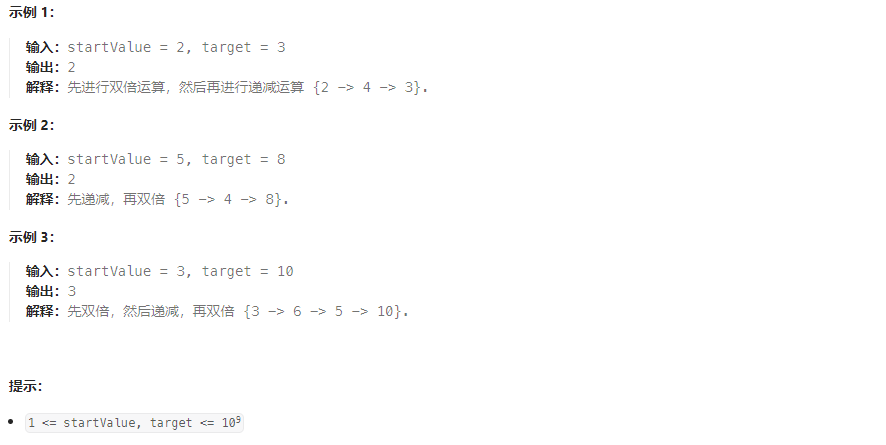 示例 1：
输入：startValue = 2, target = 3
输出：2
解释：先进行双倍运算，然后再进行递减运算 {2 -> 4 -> 3}.
示例 2：
输入：startValue = 5, target = 8
输出：2
解释：先递减，再双倍 {5 -> 4 -> 8}.
示例 3：
输入：startValue = 3, target = 10
输出：3
解释：先双倍，然后递减，再双倍 {3 -> 6 -> 5 -> 10}.
提示：
• 1 <= startValue, target <= 10⁹